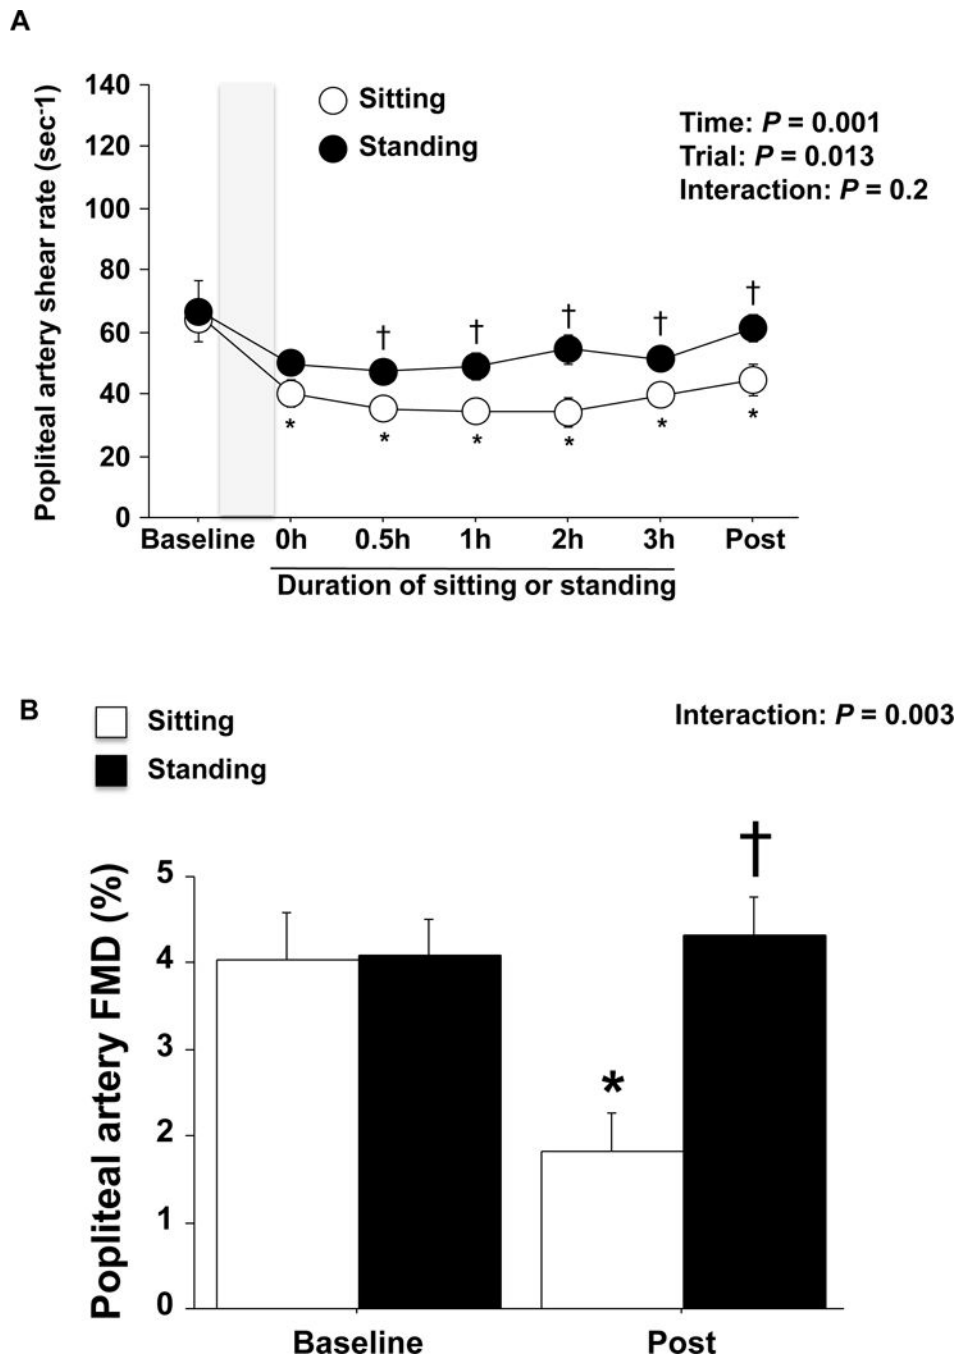 A
Popliteal artery shear rate (sec-1)
140
120
100
80
60
40
20
0
Sitting
Standing
Time: P = 0.001
Trial: P = 0.013
Interaction: P = 0.2
† † † † †
* * * * * *
Baseline 0h 0.5h 1h 2h 3h Post
Duration of sitting or standing
B
Sitting
Standing
Interaction: P = 0.003
Popliteal artery FMD (%)
5
4
3
2
1
0
*
†
Baseline Post